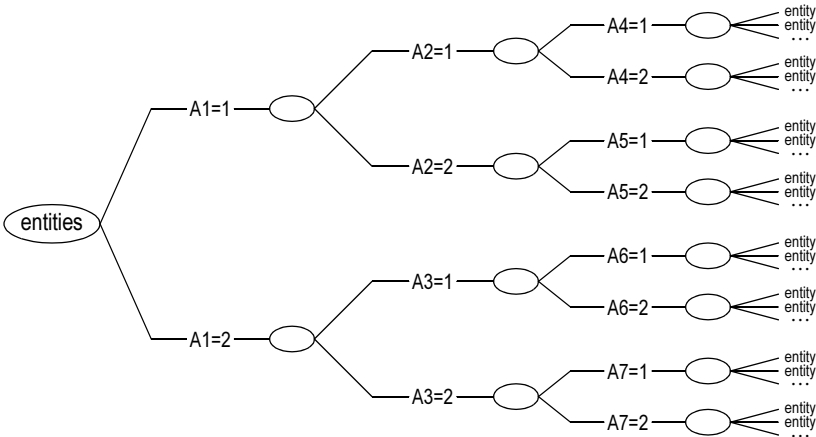 entities
A1=1
A1=2
A2=1
A2=2
A3=1
A3=2
A4=1
A4=2
A5=1
A5=2
A6=1
A6=2
A7=1
A7=2
entity
entity
...
entity
entity
...
entity
entity
...
entity
entity
...
entity
entity
...
entity
entity
...
entity
entity
...
entity
entity
...